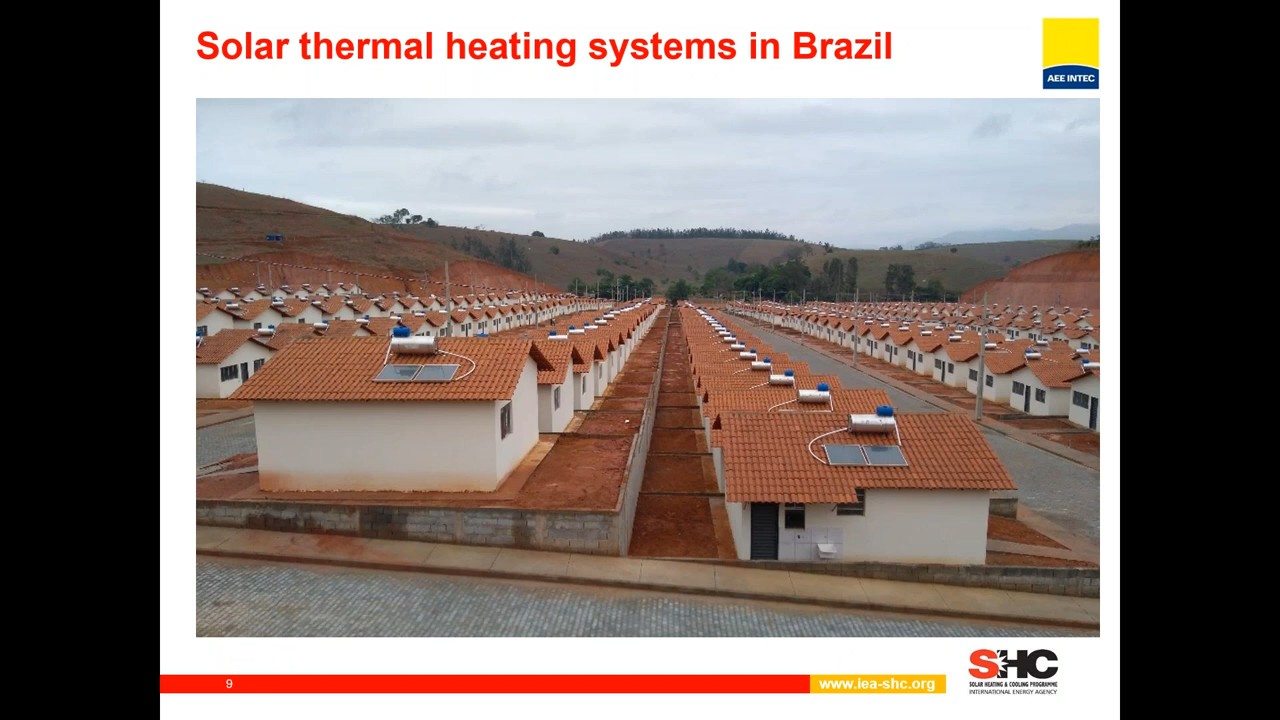 Solar thermal heating systems in Brazil
AEE INTEC
9
www.iea-shc.org
SHC
SOLAR HEATING & COOLING PROGRAMME
INTERNATIONAL ENERGY AGENCY